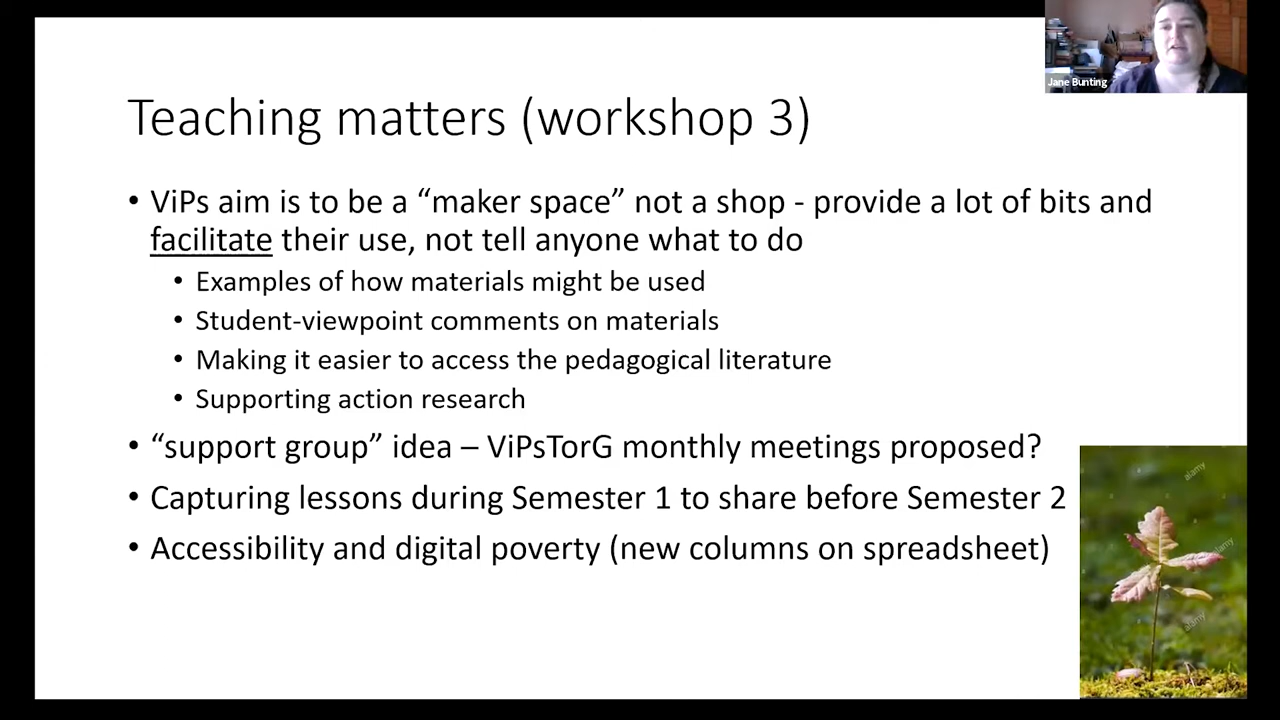 Jane Bunting
Teaching matters (workshop 3)
• ViPs aim is to be a “maker space” not a shop - provide a lot of bits and
facilitate their use, not tell anyone what to do
• Examples of how materials might be used
• Student-viewpoint comments on materials
• Making it easier to access the pedagogical literature
• Supporting action research
• “support group” idea – ViPsTorG monthly meetings proposed?
• Capturing lessons during Semester 1 to share before Semester 2
• Accessibility and digital poverty (new columns on spreadsheet)
alamy
alamy
alamy